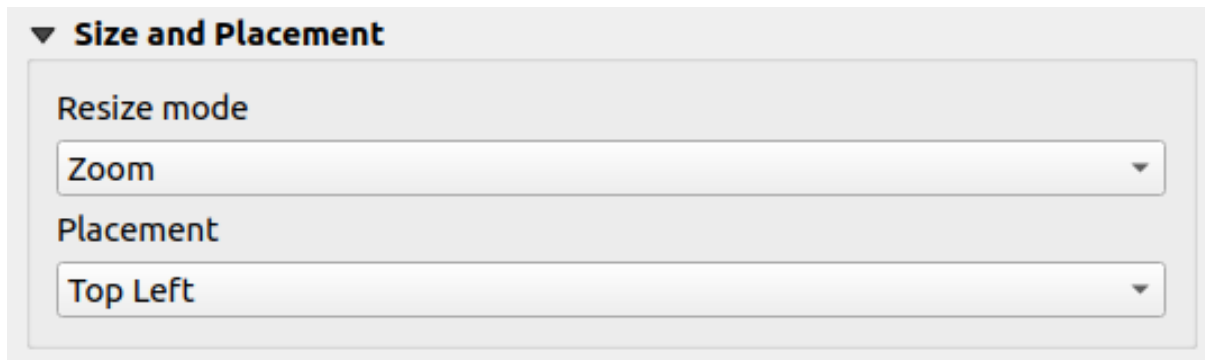 Size and Placement
Resize mode
Zoom
Placement
Top Left